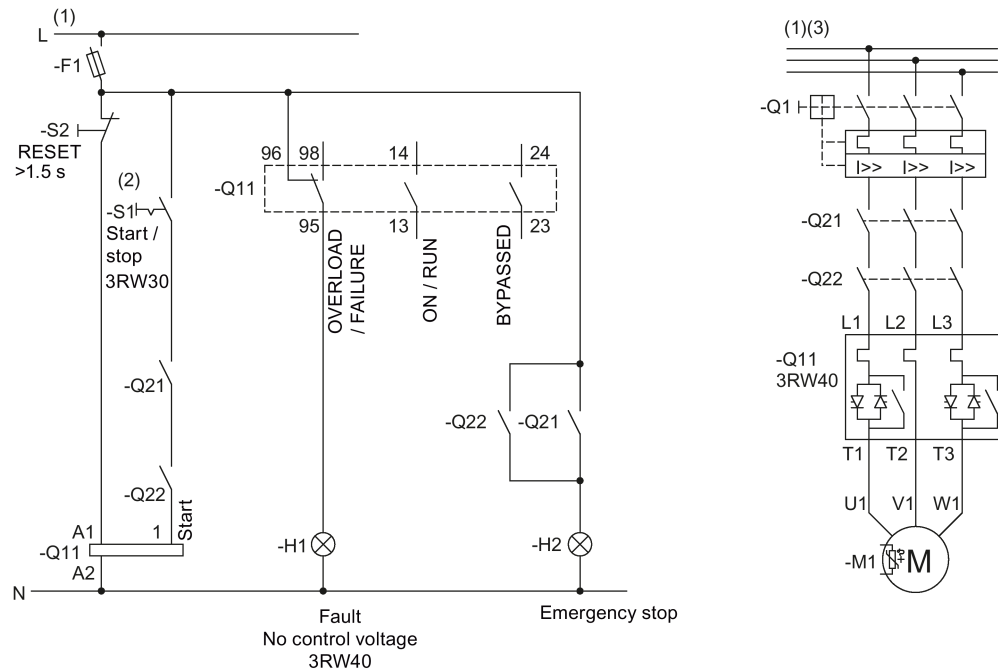 (1)
L
-F1
-S2
RESET
>1.5 s
(2)
-S1
Start /
stop
3RW30
-Q21
-Q22
Start
A1
1
-Q11
A2
N
96
98
14
24
-Q11
95
13
23
OVERLOAD
/ FAILURE
ON / RUN
BYPASSED
-Q22
-Q21
-H1
-H2
Fault
No control voltage
3RW40
Emergency stop
(1)(3)
-Q1
I>>
I>>
I>>
-Q21
-Q22
L1
L2
L3
-Q11
3RW40
T1
T2
T3
U1
V1
W1
-M1
M